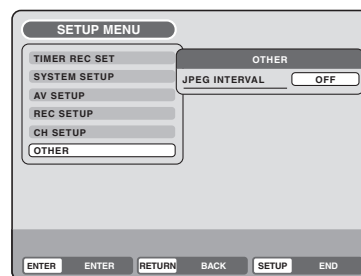 SETUP MENU
TIMER REC SET
SYSTEM SETUP
AV SETUP
REC SETUP
CH SETUP
OTHER
OTHER
JPEG INTERVAL OFF
ENTER ENTER RETURN BACK SETUP END